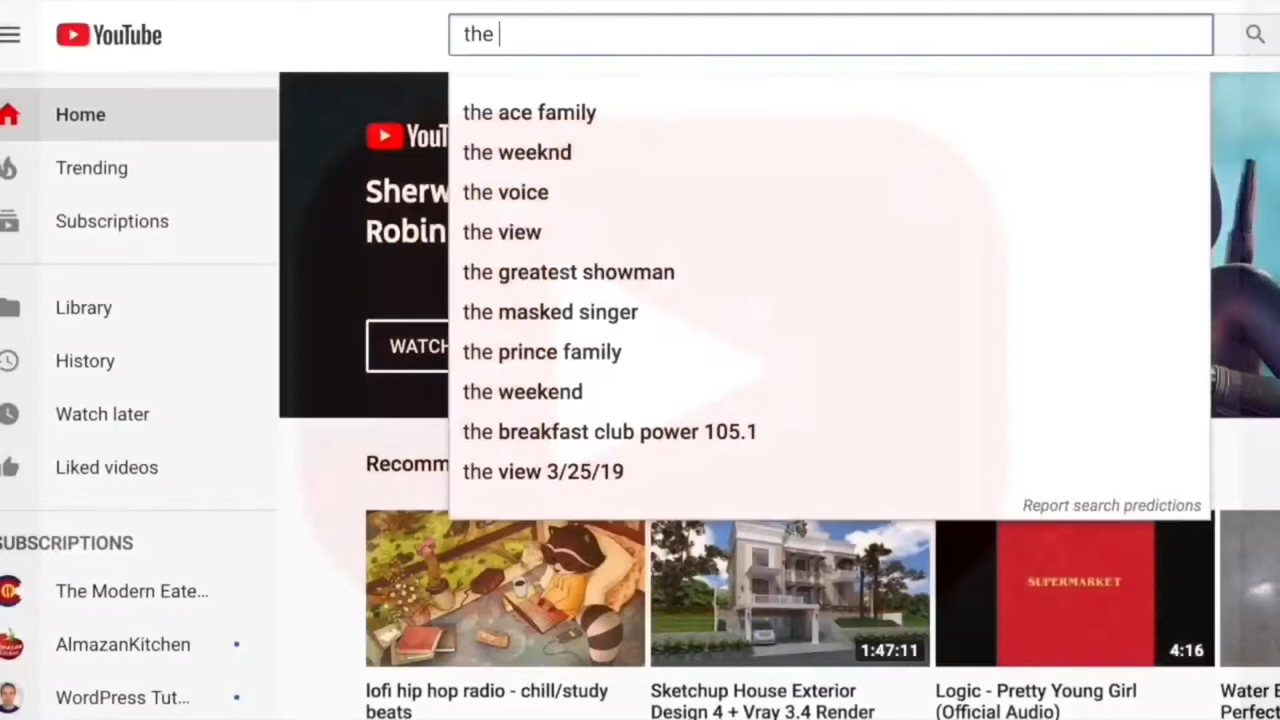 YouTube
the
Home
Trending
Subscriptions
Library
History
Watch later
Liked videos
SUBSCRIPTIONS
The Modern Eate...
AlmazanKitchen
WordPress Tut...
YouT
Sherw
Robin
WATCH
the ace family
the weeknd
the voice
the view
the greatest showman
the masked singer
the prince family
the weekend
the breakfast club power 105.1
the view 3/25/19
Report search predictions
Recomm
1:47:11
SUPERMARKET
4:16
lofi hip hop radio - chill/study
beats
Sketchup House Exterior
Design 4 + Vray 3.4 Render
Logic - Pretty Young Girl
(Official Audio)
Water E
Perfect